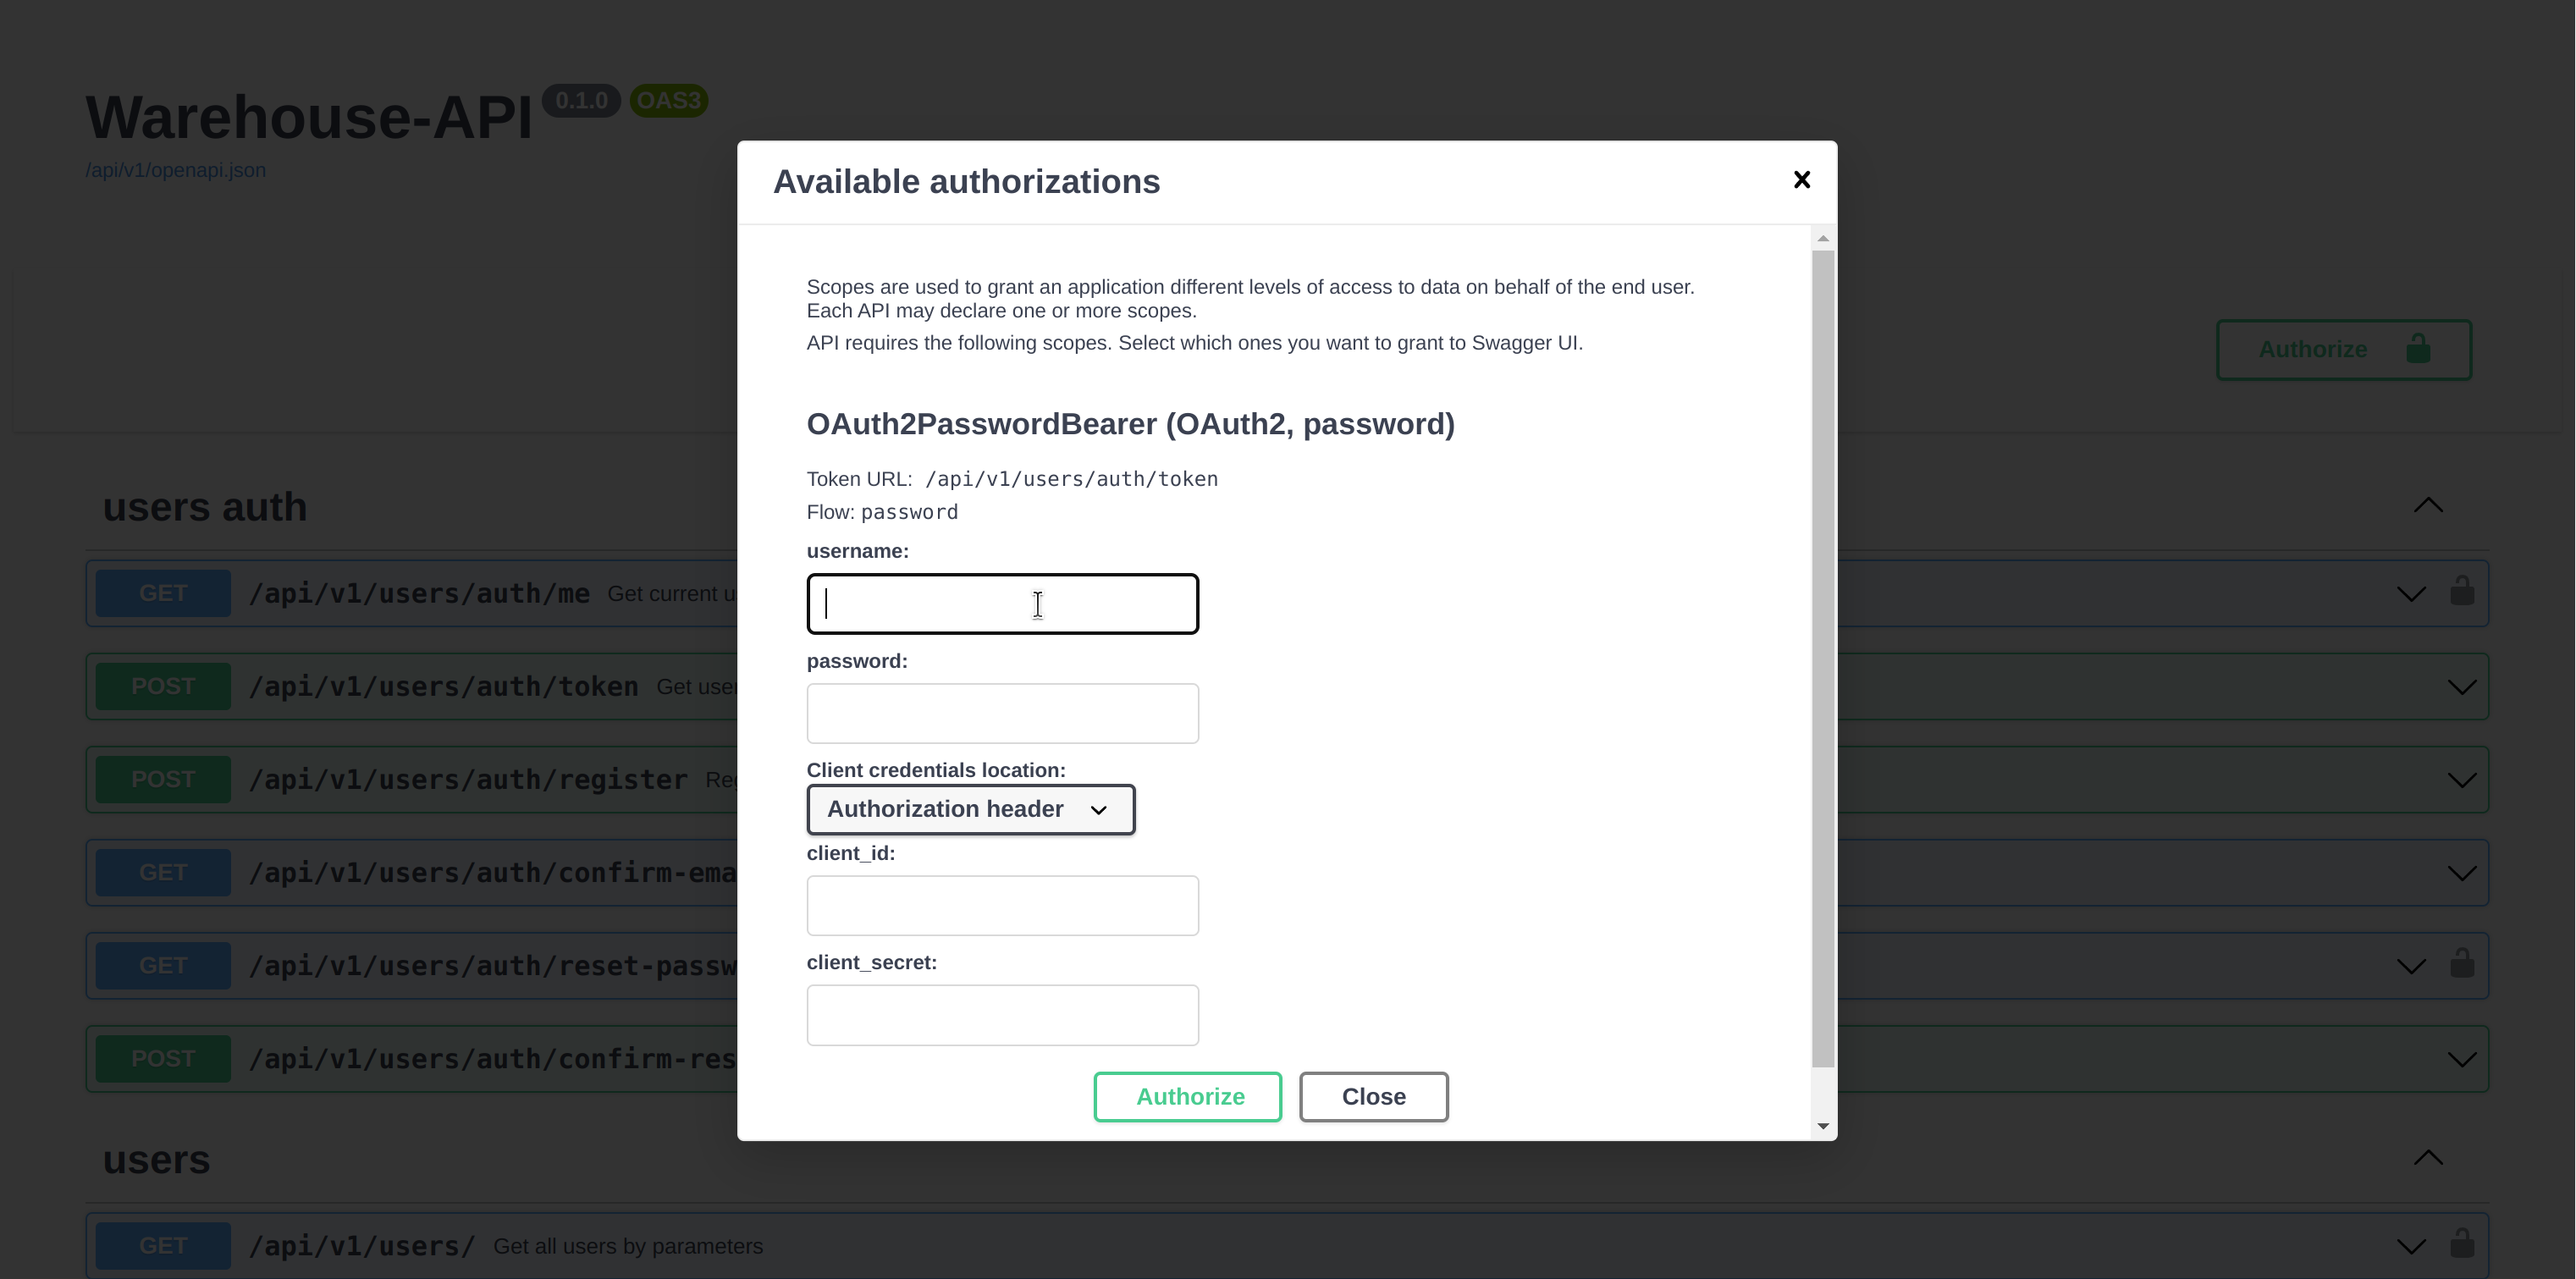 Warehouse-API 0.1.0 OAS3
/api/v1/openapi.json
Available authorizations
Scopes are used to grant an application different levels of access to data on behalf of the end user.
Each API may declare one or more scopes.
API requires the following scopes. Select which ones you want to grant to Swagger UI.
Authorize
OAuth2PasswordBearer (OAuth2, password)
Token URL: /api/v1/users/auth/token
Flow: password
username:
password:
Client credentials location:
Authorization header
client_id:
client_secret:
Authorize Close
users auth
GET /api/v1/users/auth/me Get current u
POST /api/v1/users/auth/token Get user
POST /api/v1/users/auth/register Reg
GET /api/v1/users/auth/confirm-ema
GET /api/v1/users/auth/reset-passw
POST /api/v1/users/auth/confirm-res
users
GET /api/v1/users/ Get all users by parameters